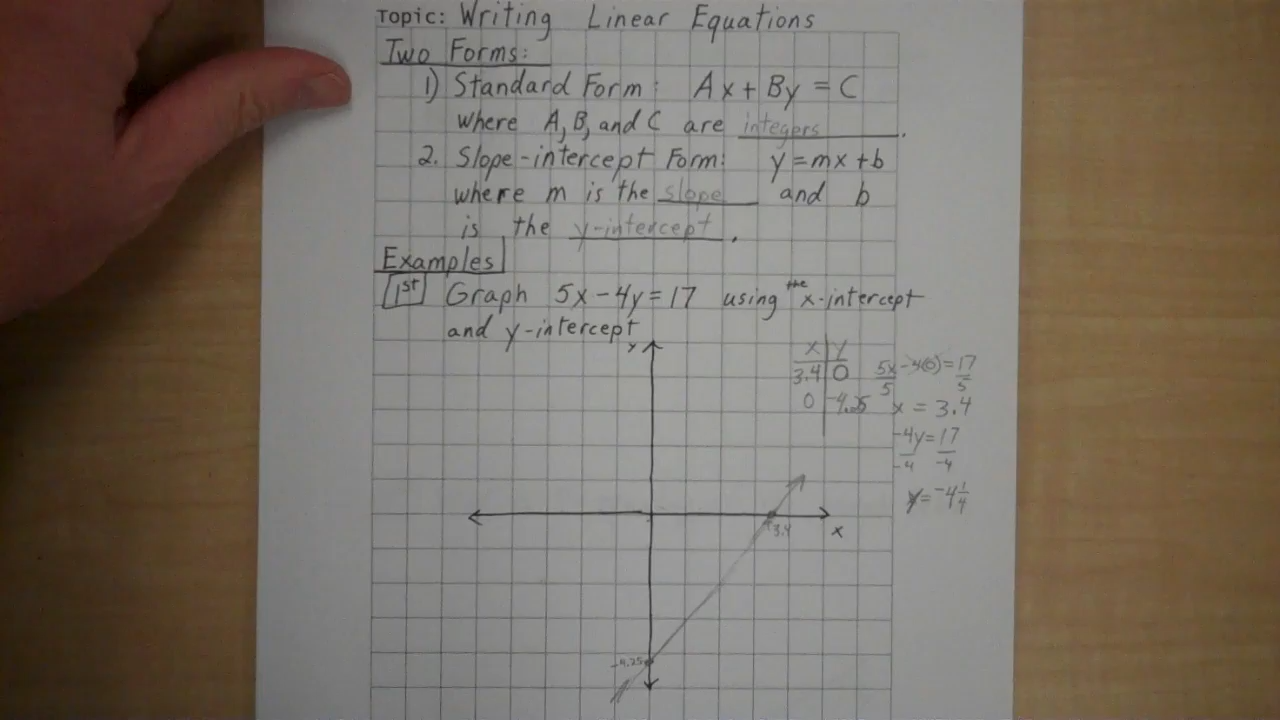 Topic: Writing Linear Equations
Two Forms:
1) Standard Form: Ax + By = C
where A, B, and C are integers.
2. Slope-intercept Form: y = mx + b
where m is the slope and b
is the y-intercept.
Examples
1st Graph 5x - 4y = 17 using the x-intercept
and y-intercept
y
x y
3.4 0
0 -4.25
5x - 4(0) = 17
5 5
x = 3.4
-4y = 17
-4 -4
y = -4 1/4
3.4
x
-4.25